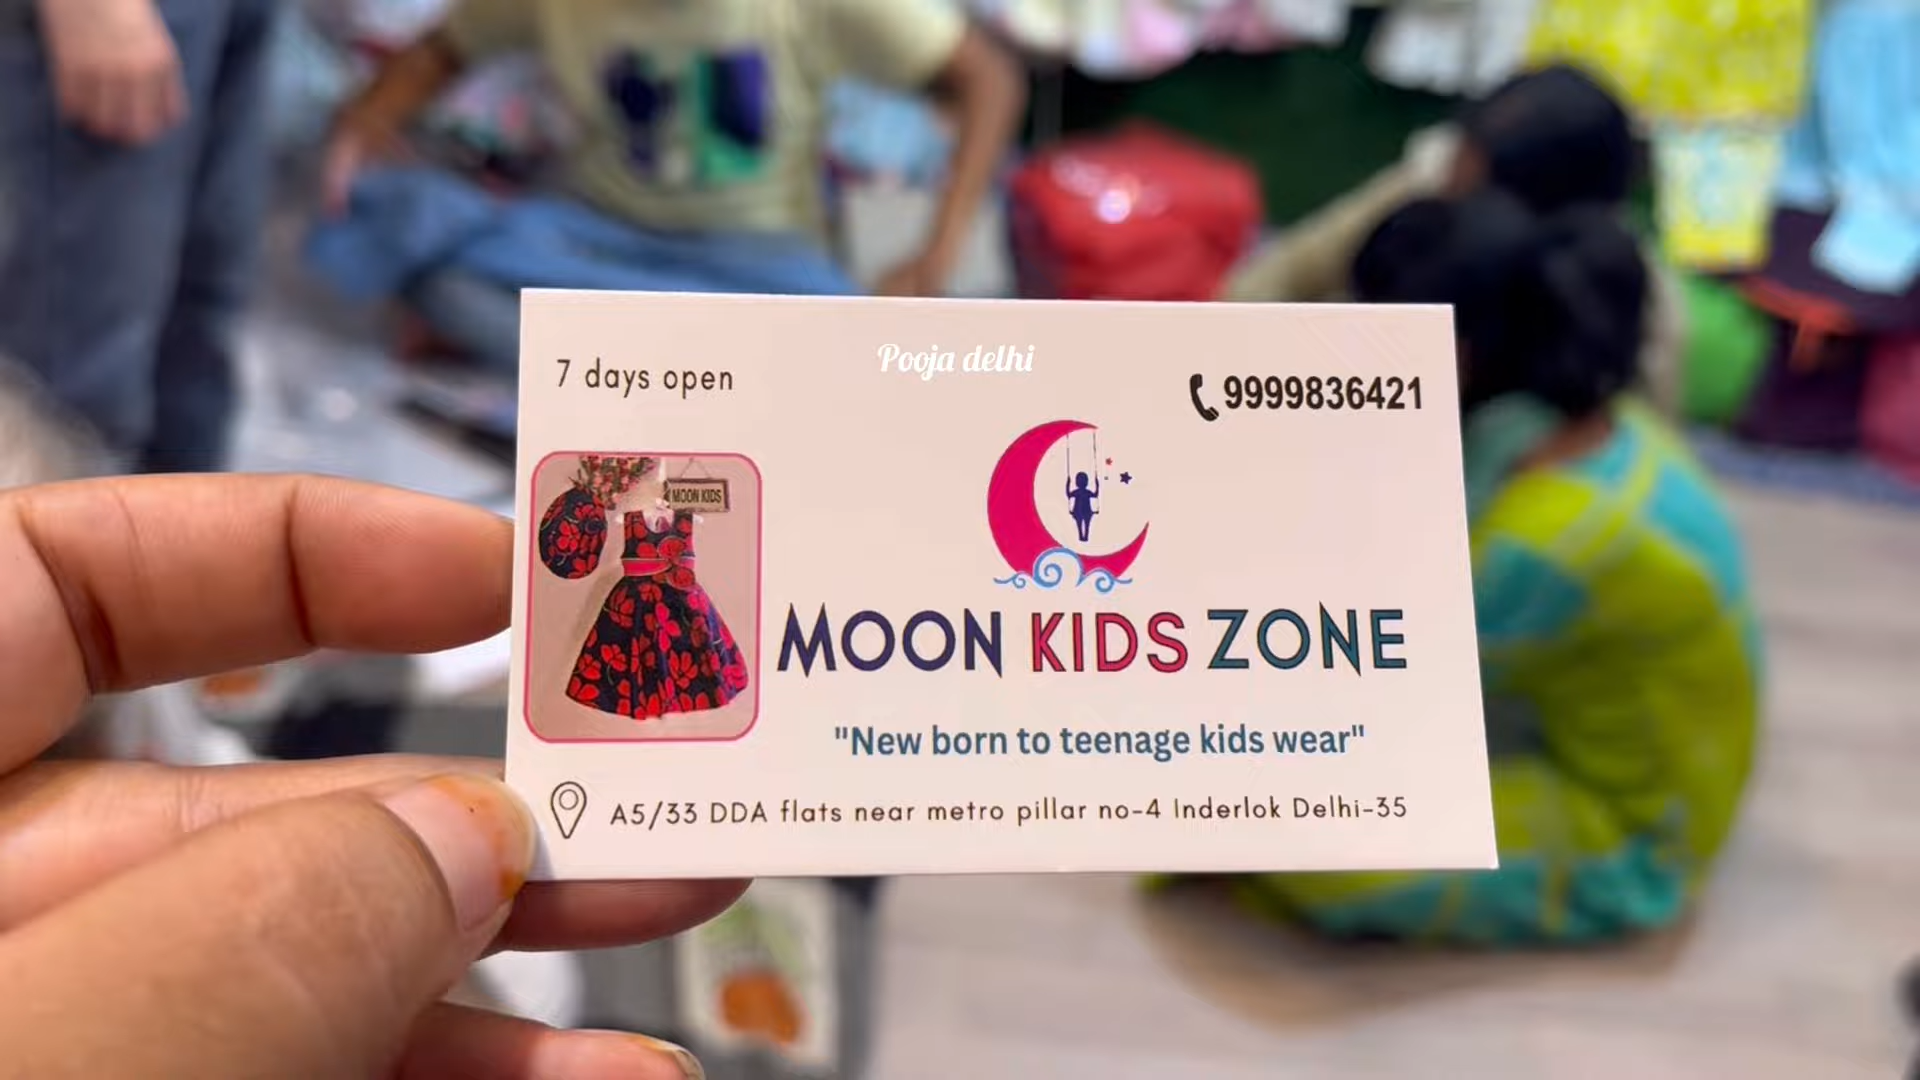 Pooja delhi
7 days open
9999836421
MOON KIDS
MOON KIDS ZONE
"New born to teenage kids wear"
A5/33 DDA flats near metro pillar no-4 Inderlok Delhi-35